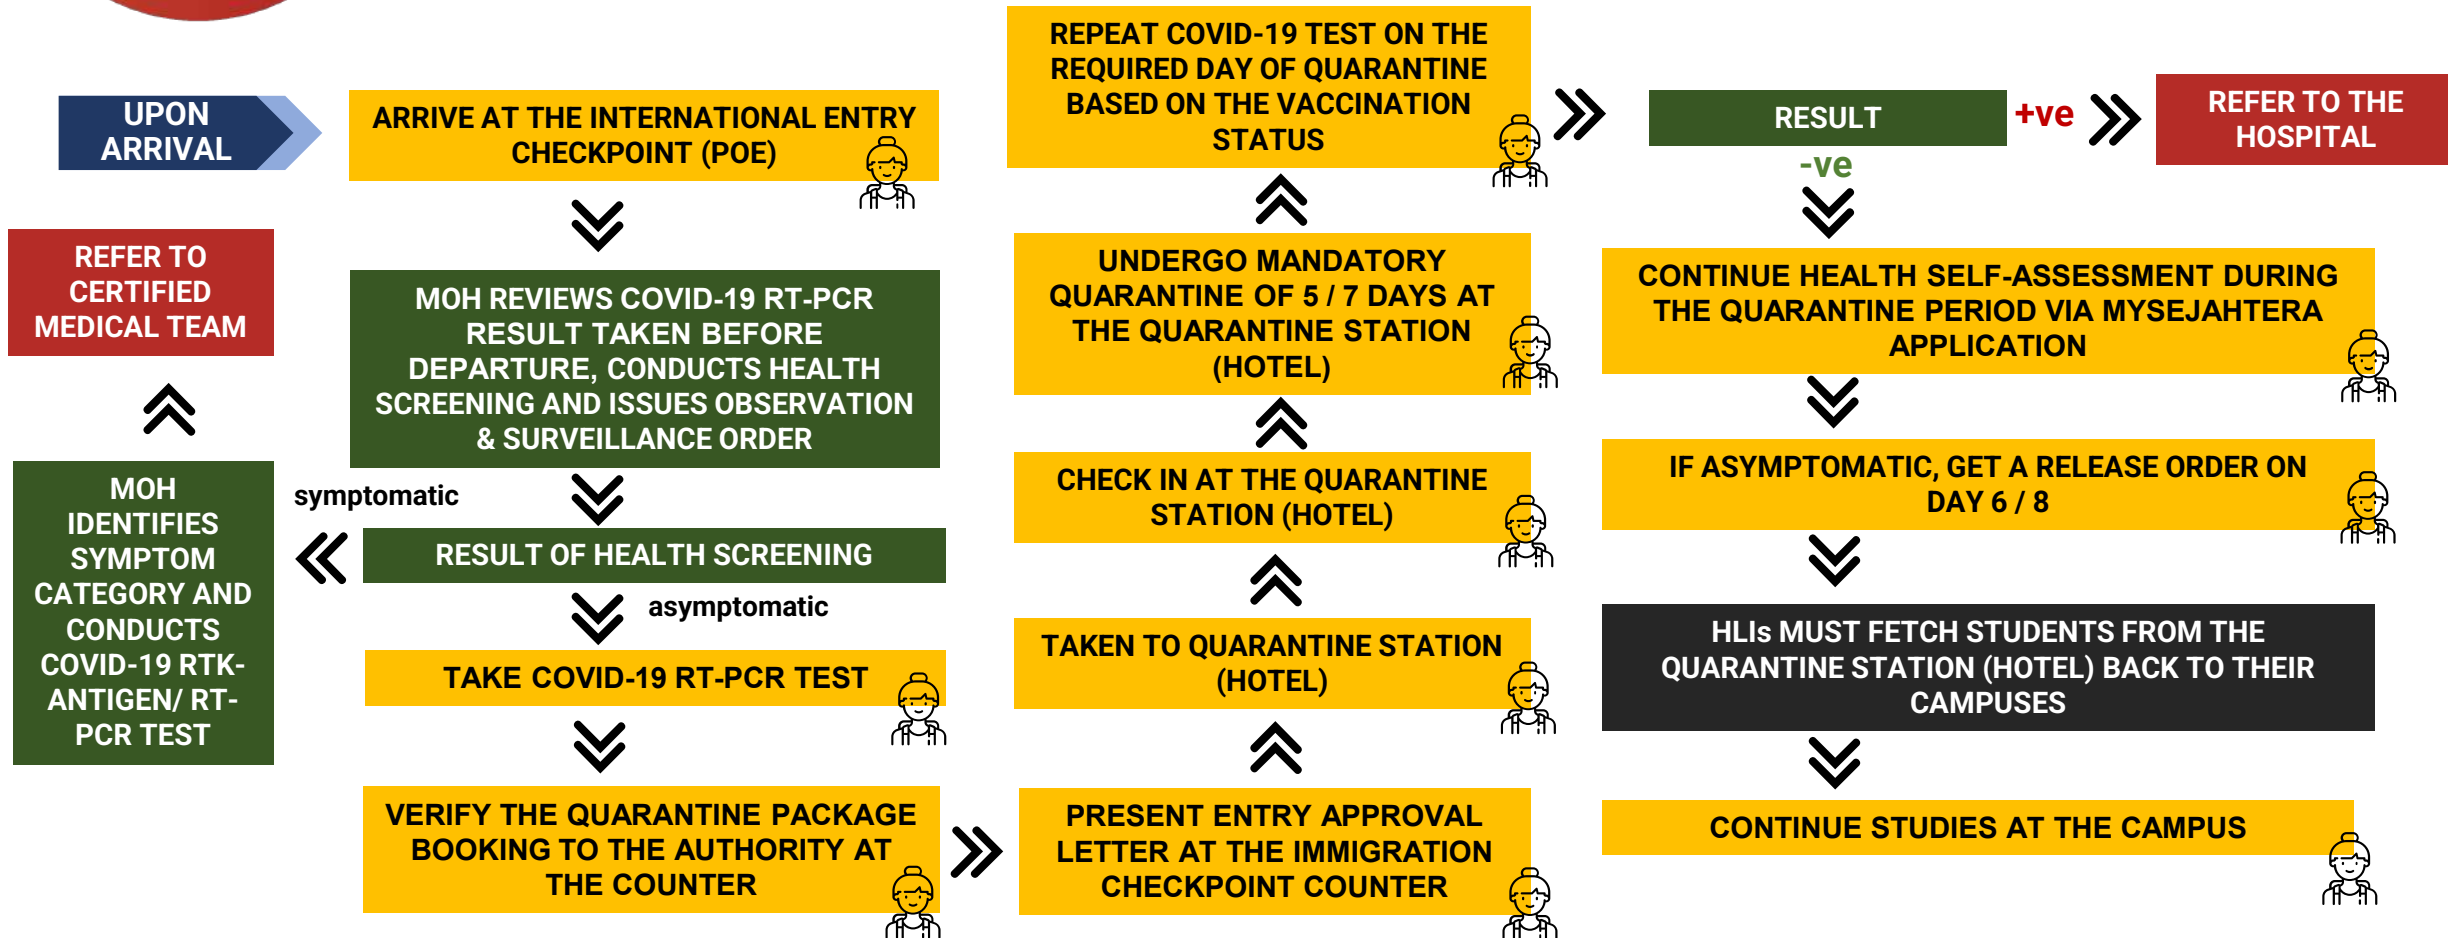 UPON
ARRIVAL
ARRIVE AT THE INTERNATIONAL ENTRY
CHECKPOINT (POE)
MOH REVIEWS COVID-19 RT-PCR
RESULT TAKEN BEFORE
DEPARTURE, CONDUCTS HEALTH
SCREENING AND ISSUES OBSERVATION
& SURVEILLANCE ORDER
RESULT OF HEALTH SCREENING
symptomatic
MOH
IDENTIFIES
SYMPTOM
CATEGORY AND
CONDUCTS
COVID-19 RTK-
ANTIGEN/ RT-
PCR TEST
REFER TO
CERTIFIED
MEDICAL TEAM
asymptomatic
TAKE COVID-19 RT-PCR TEST
VERIFY THE QUARANTINE PACKAGE
BOOKING TO THE AUTHORITY AT
THE COUNTER
PRESENT ENTRY APPROVAL
LETTER AT THE IMMIGRATION
CHECKPOINT COUNTER
TAKEN TO QUARANTINE STATION
(HOTEL)
CHECK IN AT THE QUARANTINE
STATION (HOTEL)
UNDERGO MANDATORY
QUARANTINE OF 5 / 7 DAYS AT
THE QUARANTINE STATION
(HOTEL)
REPEAT COVID-19 TEST ON THE
REQUIRED DAY OF QUARANTINE
BASED ON THE VACCINATION
STATUS
RESULT
+ve
REFER TO THE
HOSPITAL
-ve
CONTINUE HEALTH SELF-ASSESSMENT DURING
THE QUARANTINE PERIOD VIA MYSEJAHTERA
APPLICATION
IF ASYMPTOMATIC, GET A RELEASE ORDER ON
DAY 6 / 8
HLIs MUST FETCH STUDENTS FROM THE
QUARANTINE STATION (HOTEL) BACK TO THEIR
CAMPUSES
CONTINUE STUDIES AT THE CAMPUS